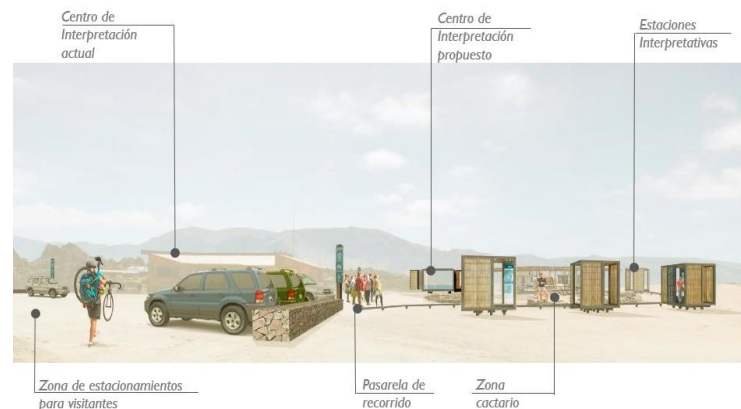 Centro de
Interpretación
actual
Centro de
Interpretación
propuesto
Estaciones
Interpretativas
Zona de estacionamientos
para visitantes
Pasarela de
recorrido
Zona
cactario